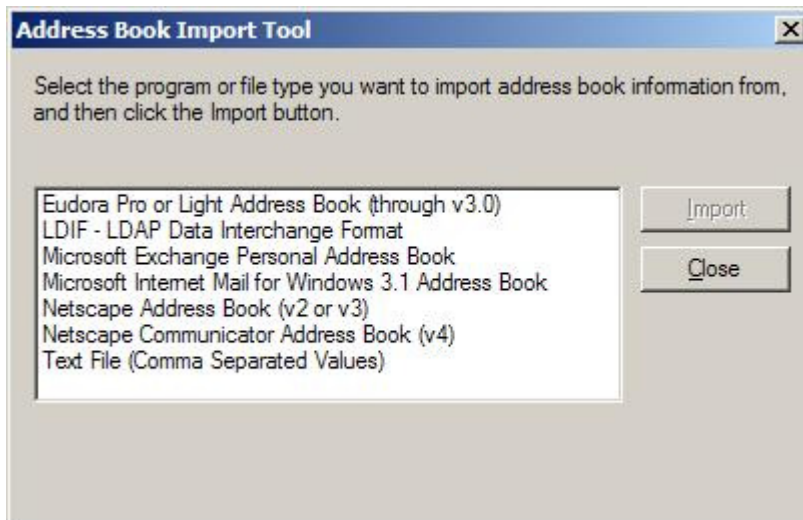 Address Book Import Tool
Select the program or file type you want to import address book information from,
and then click the Import button.
Eudora Pro or Light Address Book (through v3.0)
LDIF - LDAP Data Interchange Format
Microsoft Exchange Personal Address Book
Microsoft Internet Mail for Windows 3.1 Address Book
Netscape Address Book (v2 or v3)
Netscape Communicator Address Book (v4)
Text File (Comma Separated Values)
Import
Close